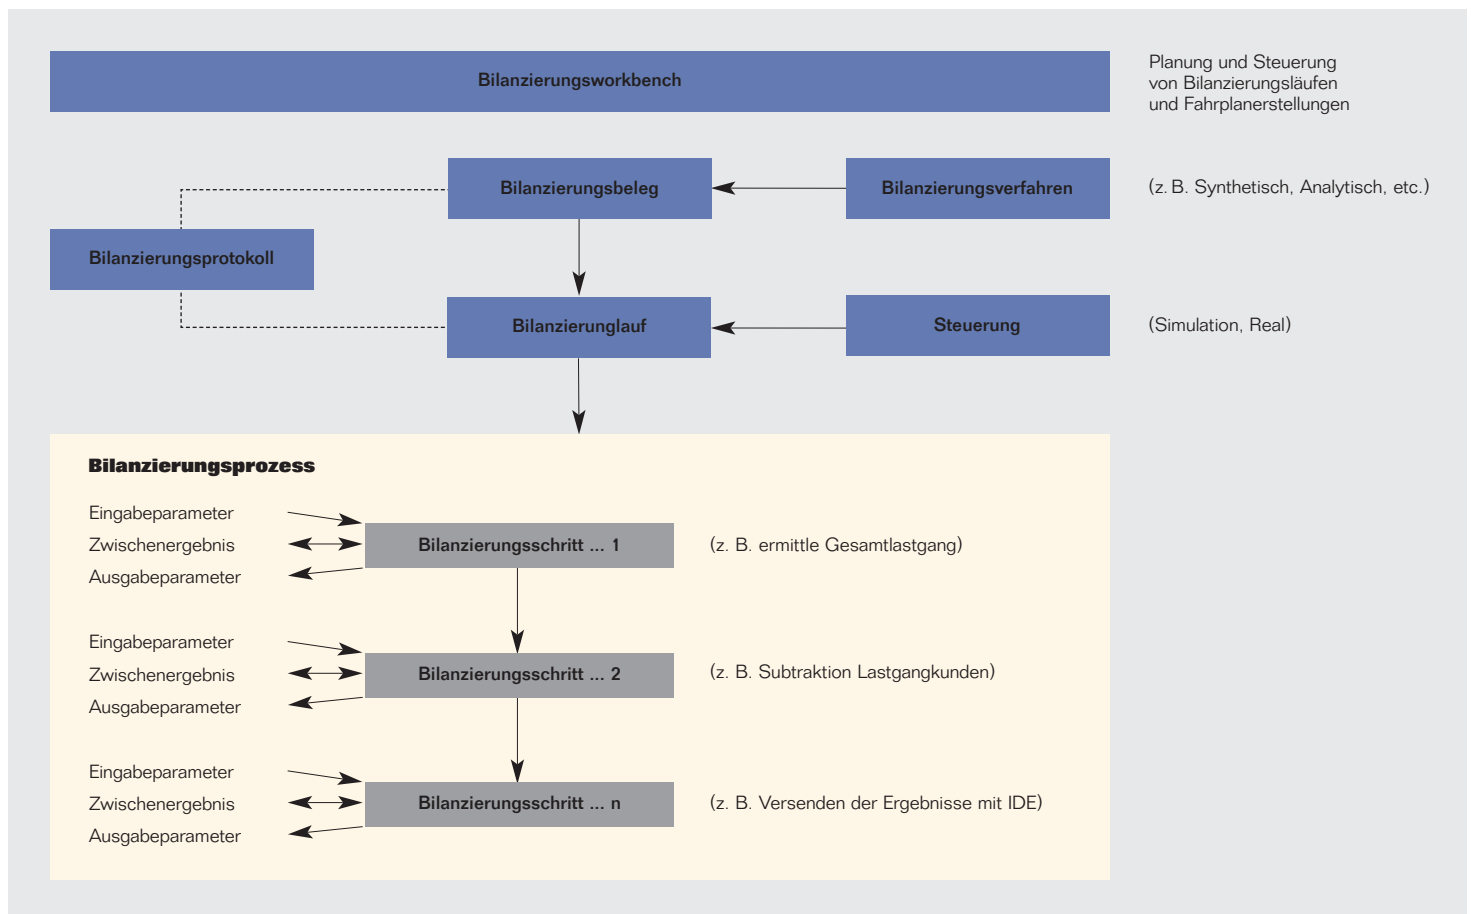 Bilanzierungsworkbench
Planung und Steuerung
von Bilanzierungsläufen
und Fahrplanerstellungen
Bilanzierungsbeleg
Bilanzierungsverfahren
(z. B. Synthetisch, Analytisch, etc.)
Bilanzierungsprotokoll
Bilanzierunglauf
Steuerung
(Simulation, Real)
Bilanzierungsprozess
Eingabeparameter
Zwischenergebnis
Ausgabeparameter
Bilanzierungsschritt ... 1
(z. B. ermittle Gesamtlastgang)
Eingabeparameter
Zwischenergebnis
Ausgabeparameter
Bilanzierungsschritt ... 2
(z. B. Subtraktion Lastgangkunden)
Eingabeparameter
Zwischenergebnis
Ausgabeparameter
Bilanzierungsschritt ... n
(z. B. Versenden der Ergebnisse mit IDE)